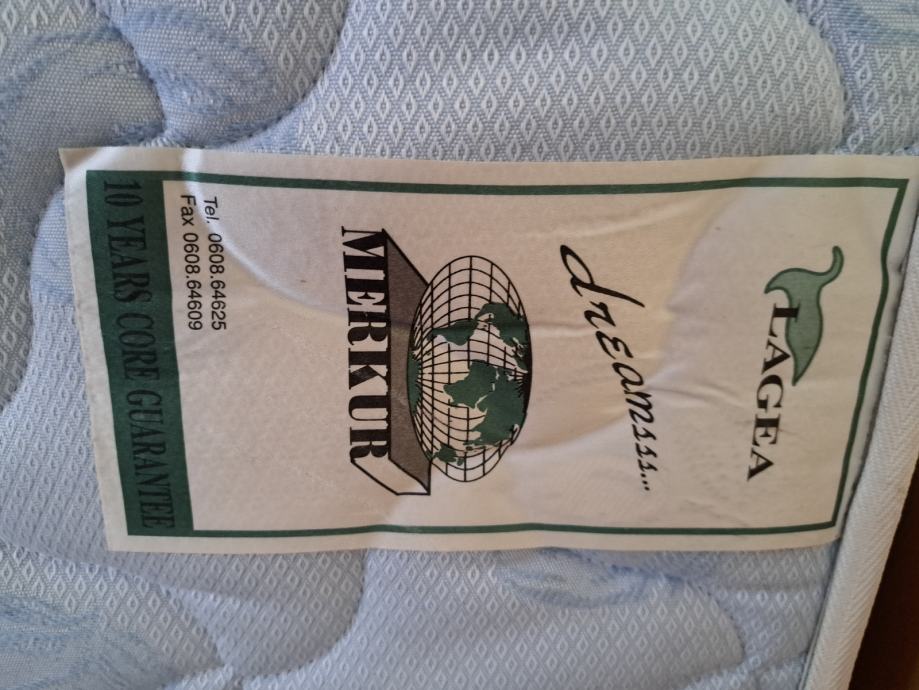 LAGEA
dreamsss...
MERKUR
Tel. 0608.64625
Fax 0608.64609
10 YEARS CORE GUARANTEE